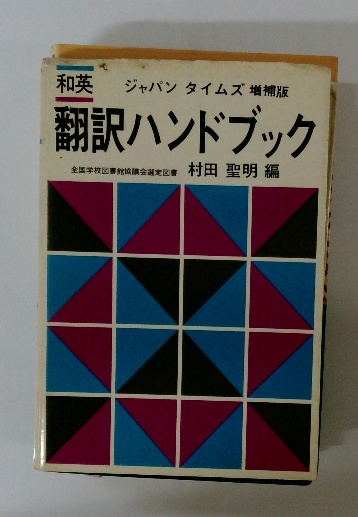 和英
ジャパン タイムズ 増補版
翻訳ハンドブック
全国学校図書館協議会選定図書 村田 聖明 編